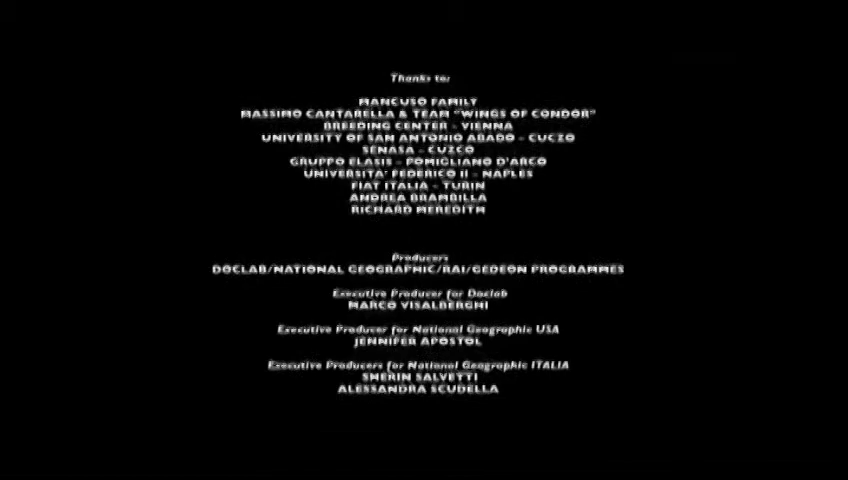 Thanks to:
MANCUSO FAMILY
MASSIMO CANTARELLA & TEAM "WINGS OF CONDOR"
BREEDING CENTER - VIENNA
UNIVERSITY OF SAN ANTONIO ABADO - CUCZO
SENASA - CUZCO
GRUPPO ELASIS - POMIGLIANO D'ARCO
UNIVERSITA' FEDERICO II - NAPLES
FIAT ITALIA - TURIN
ANDREA BRAMBILLA
RICHARD MEREDITH
Producers
DOCLAB/NATIONAL GEOGRAPHIC/RAI/GEDEON PROGRAMMES
Executive Producer for Doclab
MARCO VISALBERGHI
Executive Producer for National Geographic USA
JENNIFER APOSTOL
Executive Producers for National Geographic ITALIA
SHERIN SALVETTI
ALESSANDRA SCUDELLA